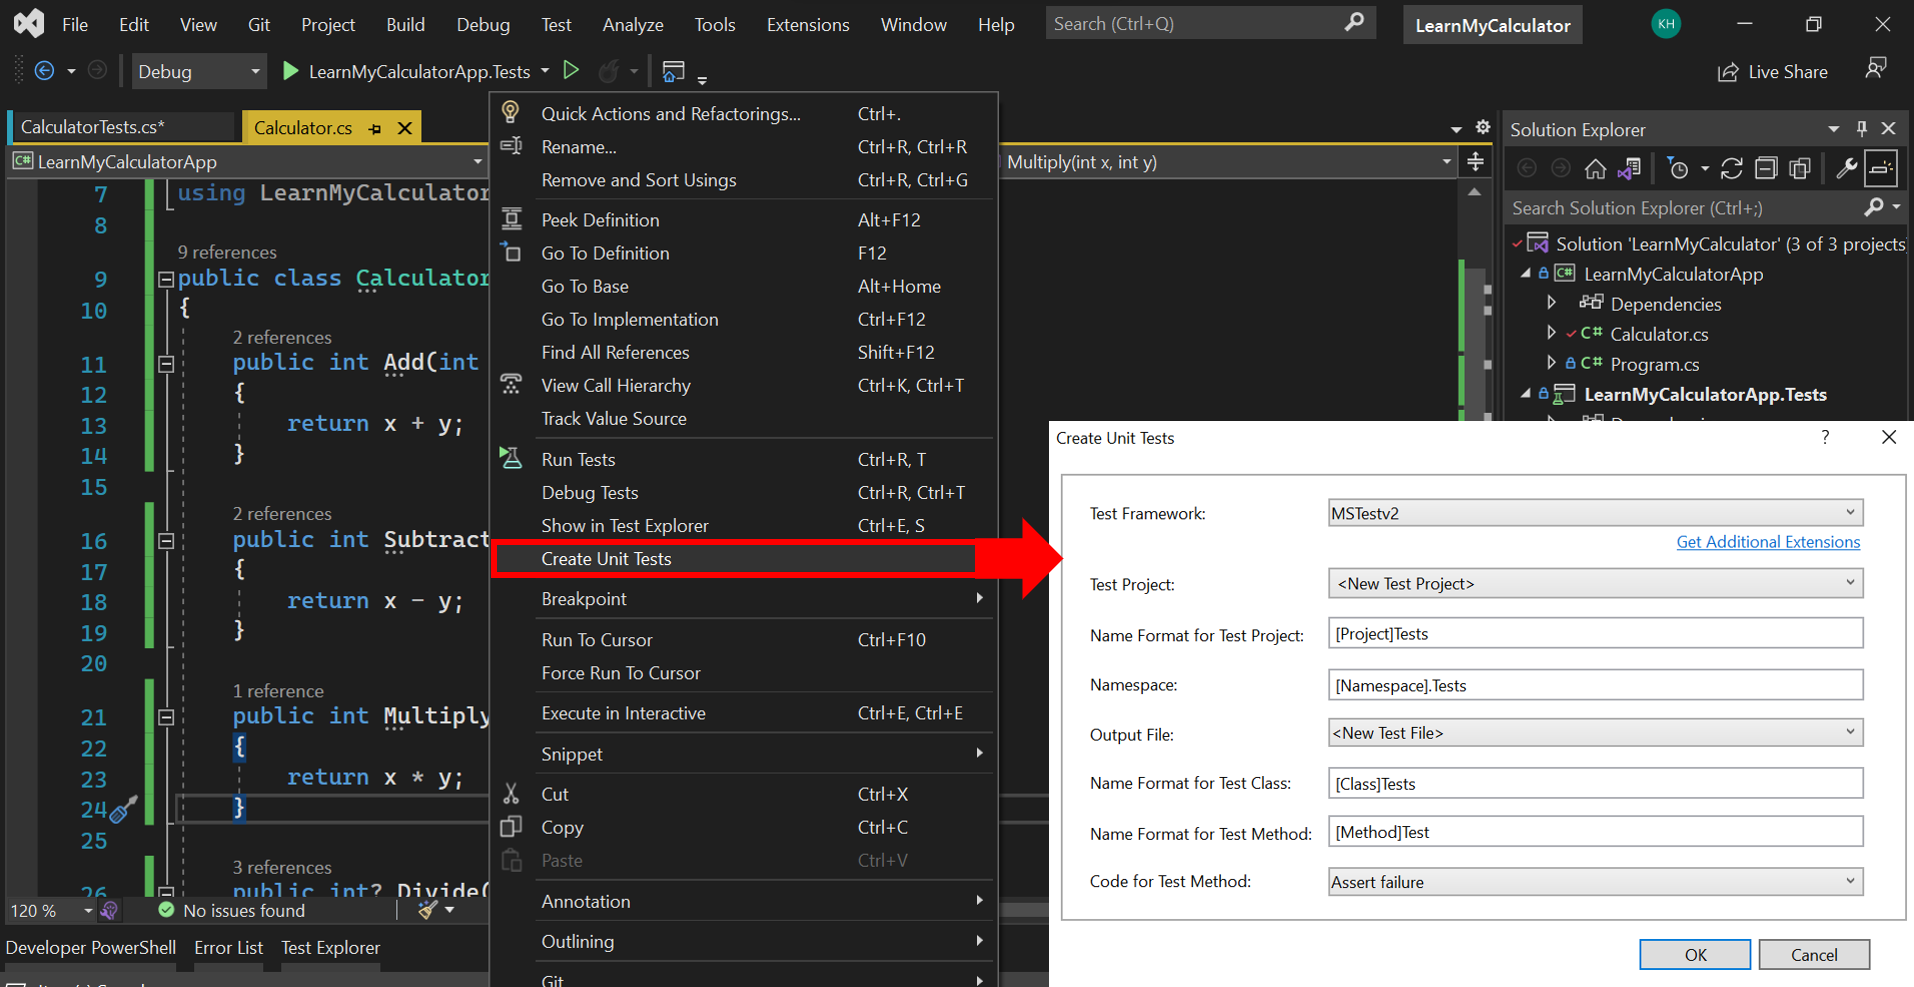 File Edit View Git Project Build Debug Test Analyze Tools Extensions Window Help Search (Ctrl+Q) LearnMyCalculator KH
Debug LearnMyCalculatorApp.Tests Live Share
CalculatorTests.cs* Calculator.cs
C# LearnMyCalculatorApp
Multiply(int x, int y)
7 using LearnMyCalculator
8
9 references
9 public class Calculator
10 {
2 references
11 public int Add(int
12 {
13 return x + y;
14 }
15
2 references
16 public int Subtract
17 {
18 return x - y;
19 }
20
1 reference
21 public int Multiply
22 {
23 return x * y;
24 }
25
3 references
26 public int? Divide(
120 % No issues found
Developer PowerShell Error List Test Explorer
Quick Actions and Refactorings... Ctrl+.
Rename... Ctrl+R, Ctrl+R
Remove and Sort Usings Ctrl+R, Ctrl+G
Peek Definition Alt+F12
Go To Definition F12
Go To Base Alt+Home
Go To Implementation Ctrl+F12
Find All References Shift+F12
View Call Hierarchy Ctrl+K, Ctrl+T
Track Value Source
Run Tests Ctrl+R, T
Debug Tests Ctrl+R, Ctrl+T
Show in Test Explorer Ctrl+E, S
Create Unit Tests
Breakpoint
Run To Cursor Ctrl+F10
Force Run To Cursor
Execute in Interactive Ctrl+E, Ctrl+E
Snippet
Cut Ctrl+X
Copy Ctrl+C
Paste Ctrl+V
Annotation
Outlining
Git
Solution Explorer
Search Solution Explorer (Ctrl+;)
Solution 'LearnMyCalculator' (3 of 3 projects
C# LearnMyCalculatorApp
Dependencies
C# Calculator.cs
C# Program.cs
LearnMyCalculatorApp.Tests
Create Unit Tests ?
Test Framework: MSTestv2
Get Additional Extensions
Test Project: <New Test Project>
Name Format for Test Project: [Project]Tests
Namespace: [Namespace].Tests
Output File: <New Test File>
Name Format for Test Class: [Class]Tests
Name Format for Test Method: [Method]Test
Code for Test Method: Assert failure
OK Cancel